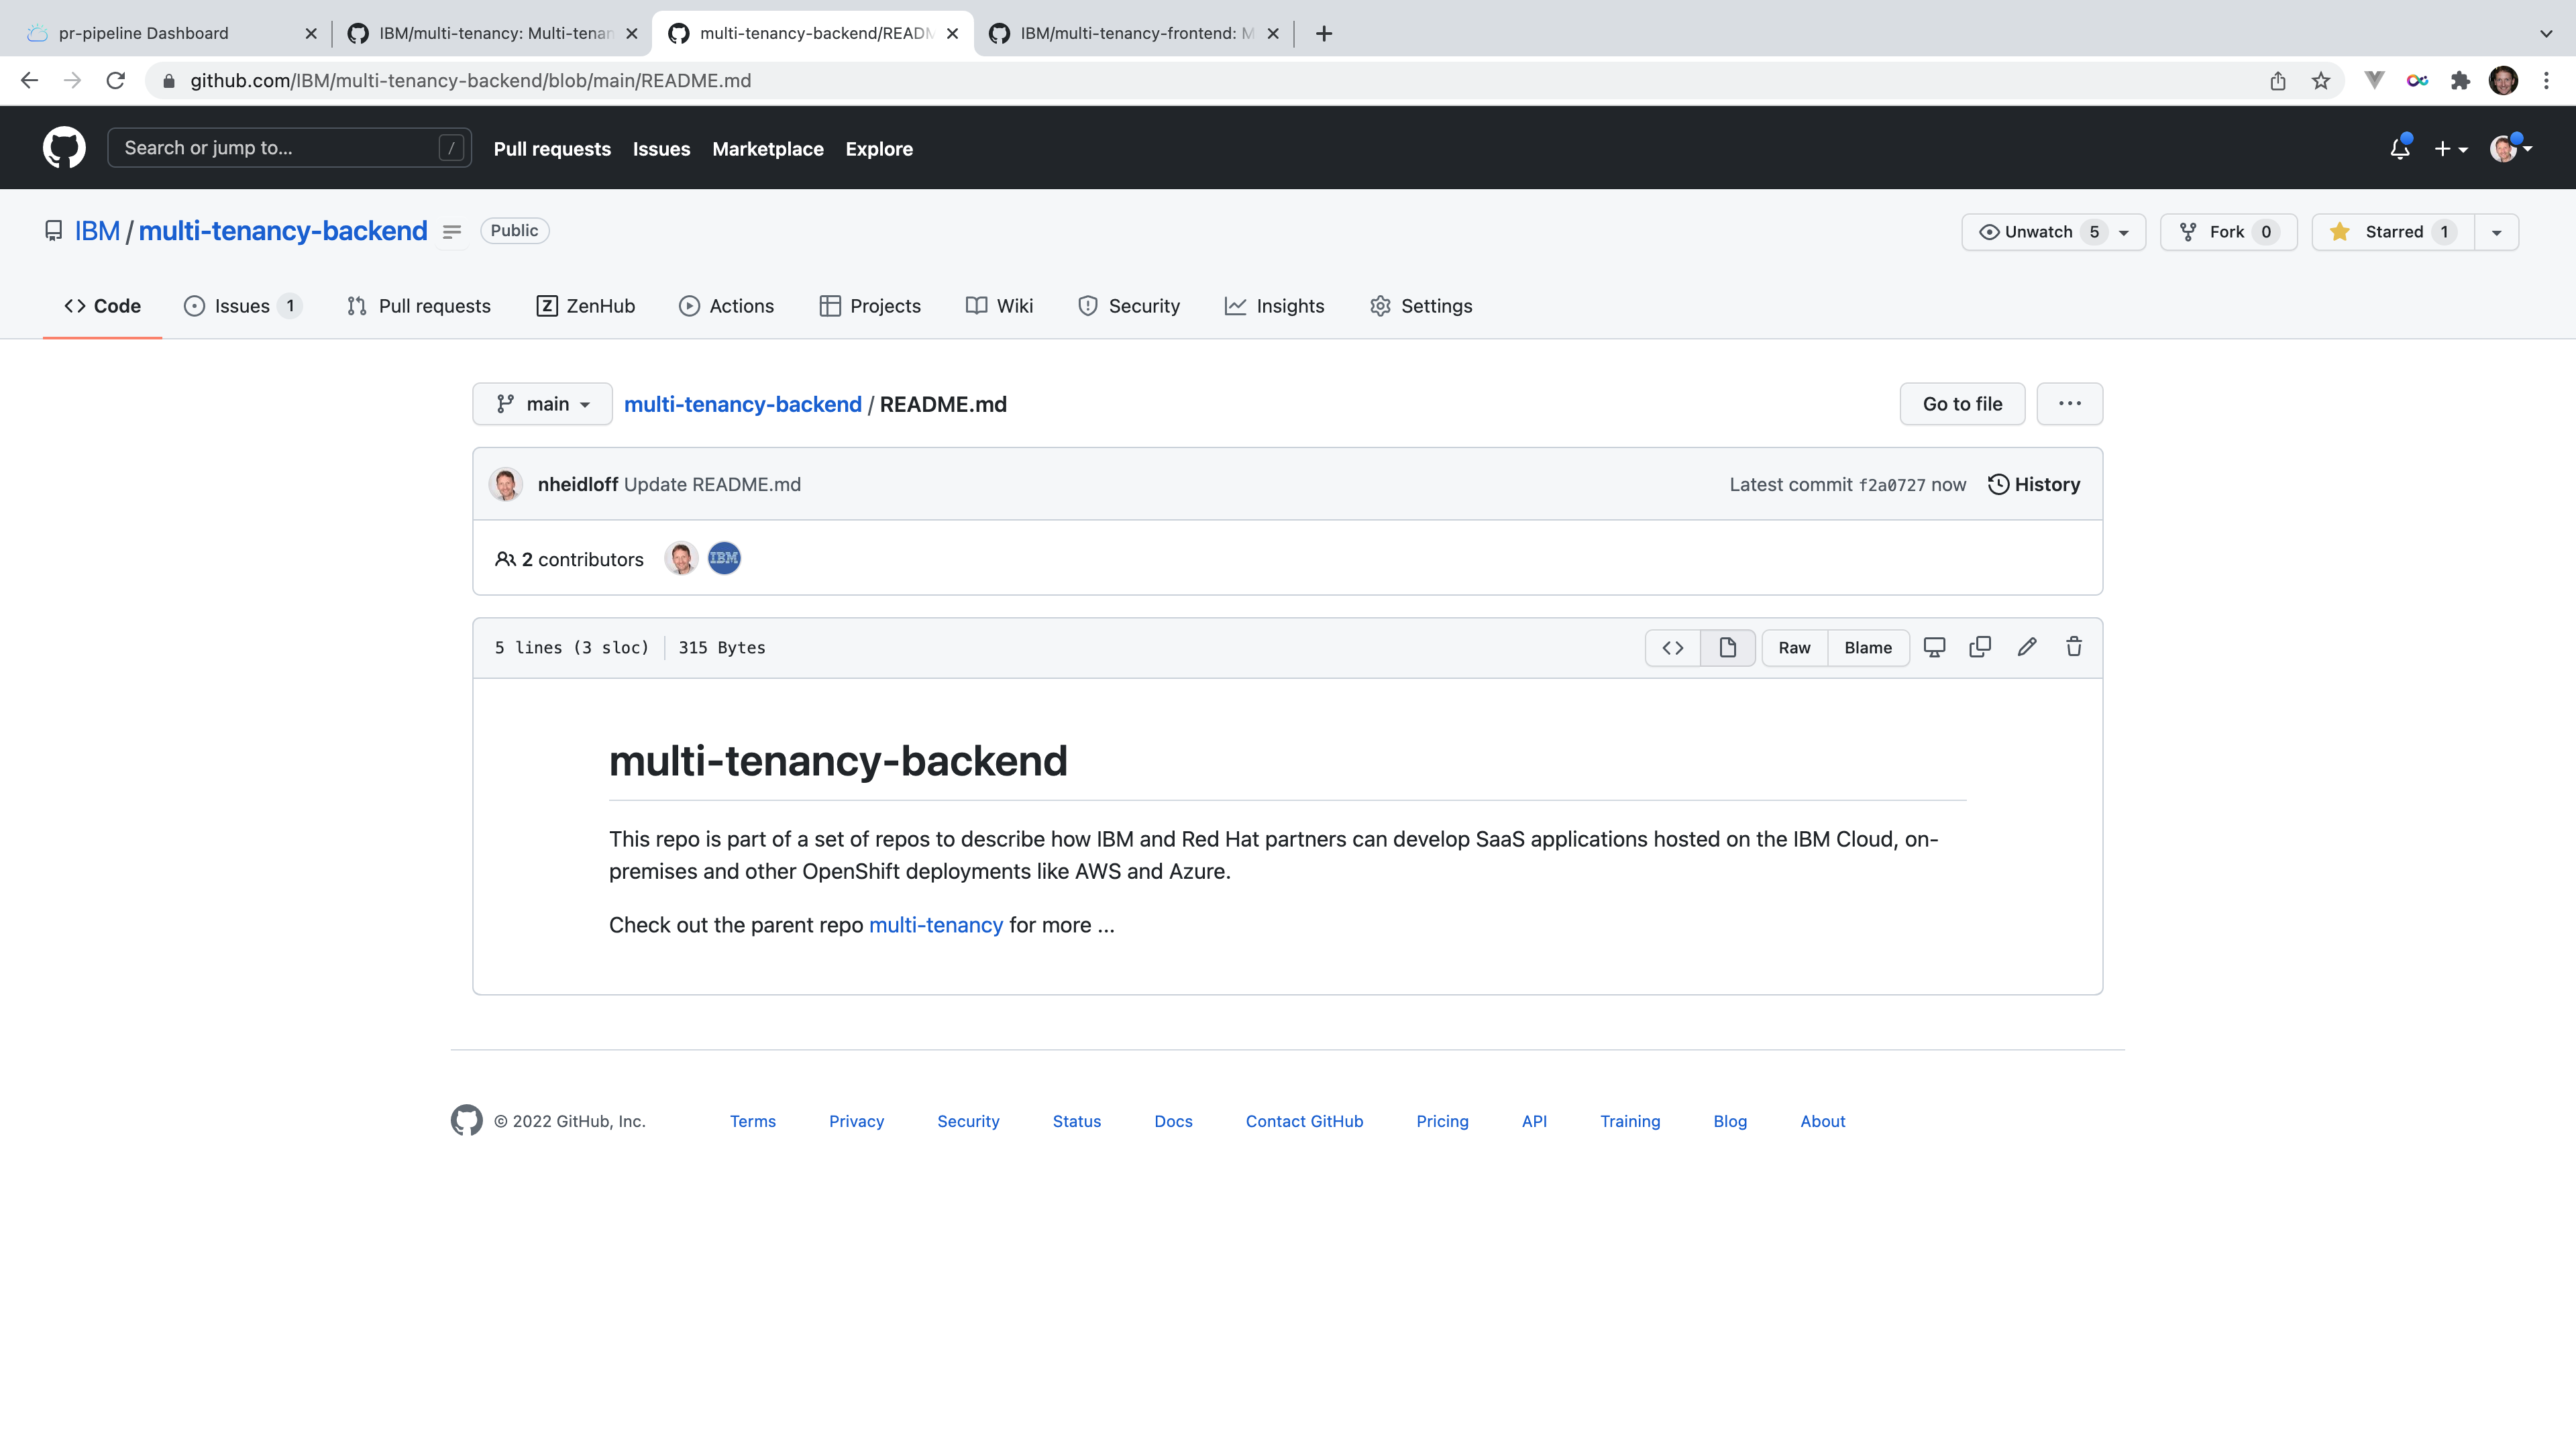 pr-pipeline Dashboard
IBM/multi-tenancy: Multi-tenan
multi-tenancy-backend/READM
IBM/multi-tenancy-frontend: M
github.com/IBM/multi-tenancy-backend/blob/main/README.md
Search or jump to... /
Pull requests Issues Marketplace Explore
IBM / multi-tenancy-backend Public
Unwatch 5 Fork 0 Starred 1
Code Issues 1 Pull requests ZenHub Actions Projects Wiki Security Insights Settings
main multi-tenancy-backend / README.md Go to file ...
nheidloff Update README.md Latest commit f2a0727 now History
2 contributors IBM
5 lines (3 sloc) 315 Bytes <> Raw Blame
multi-tenancy-backend
This repo is part of a set of repos to describe how IBM and Red Hat partners can develop SaaS applications hosted on the IBM Cloud, on-
premises and other OpenShift deployments like AWS and Azure.
Check out the parent repo multi-tenancy for more ...
© 2022 GitHub, Inc. Terms Privacy Security Status Docs Contact GitHub Pricing API Training Blog About